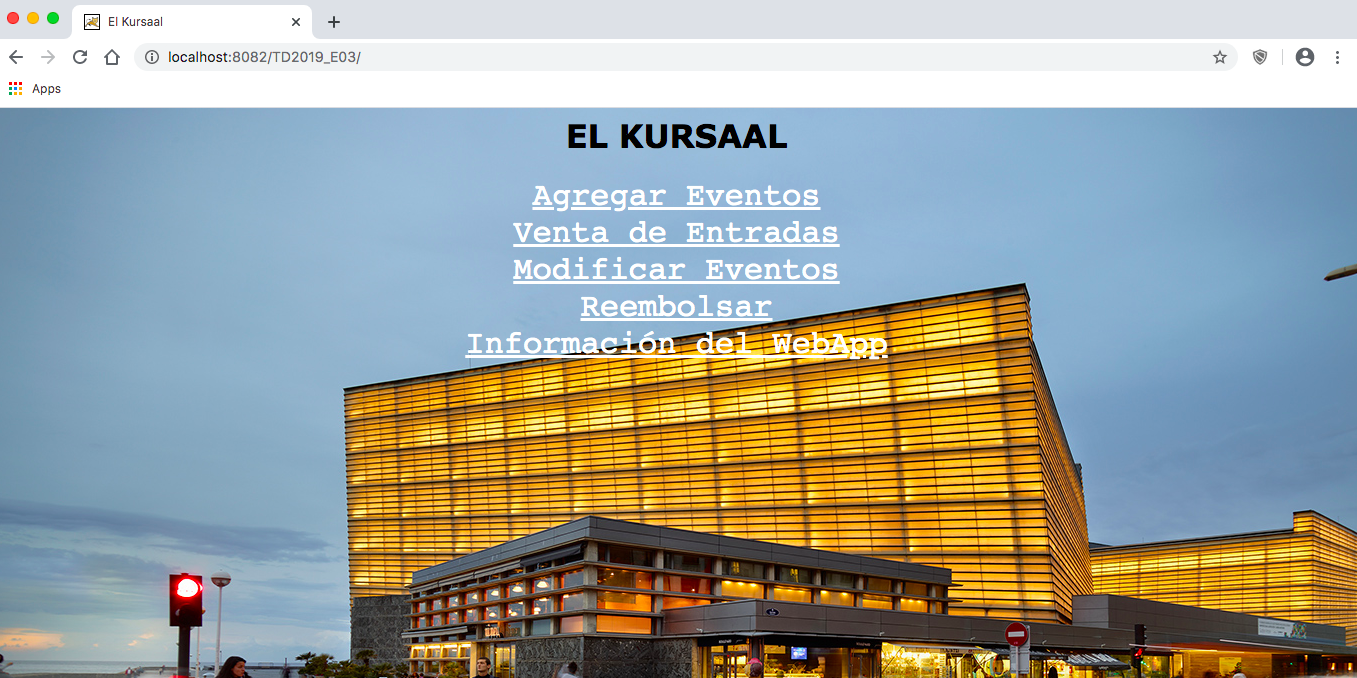 El Kursaal
localhost:8082/TD2019_E03/
Apps
EL KURSAAL
Agregar Eventos
Venta de Entradas
Modificar Eventos
Reembolsar
Información del WebApp